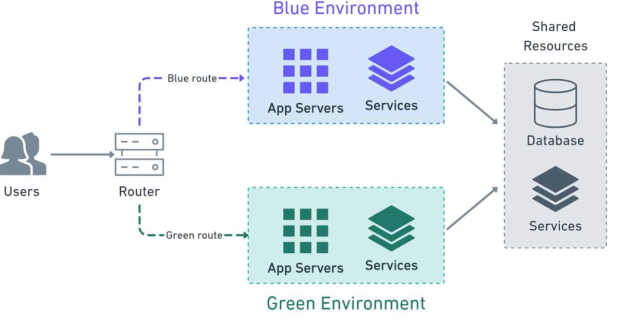 Blue Environment
Shared
Resources
Blue route
App Servers
Services
Database
Users
Router
Services
Green route
App Servers
Services
Green Environment